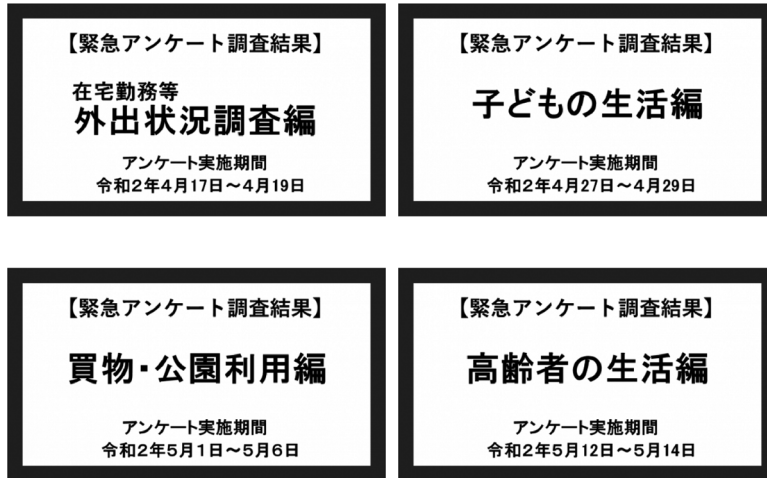 【緊急アンケート調査結果】
在宅勤務等
外出状況調査編
アンケート実施期間
令和2年4月17日～4月19日
【緊急アンケート調査結果】
子どもの生活編
アンケート実施期間
令和2年4月27日～4月29日
【緊急アンケート調査結果】
買物・公園利用編
アンケート実施期間
令和2年5月1日～5月6日
【緊急アンケート調査結果】
高齢者の生活編
アンケート実施期間
令和2年5月12日～5月14日